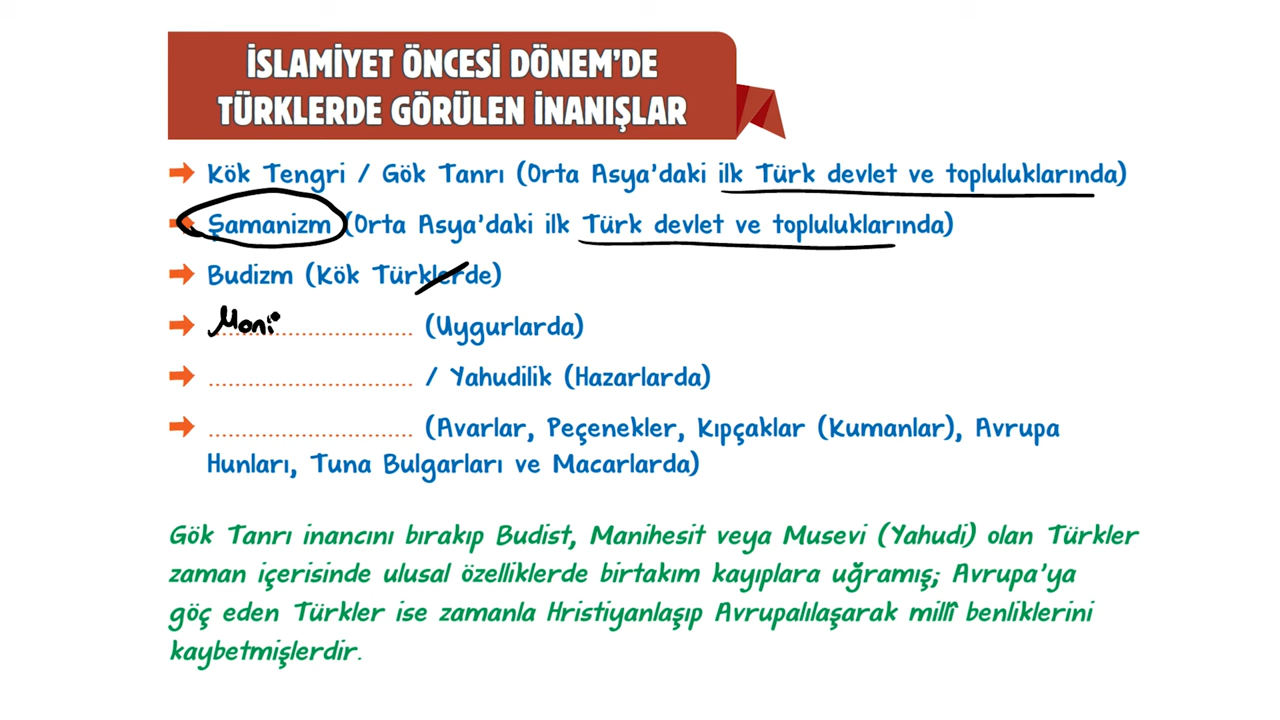 İSLAMİYET ÖNCESİ DÖNEM'DE
TÜRKLERDE GÖRÜLEN İNANIŞLAR
Kök Tengri / Gök Tanrı (Orta Asya'daki ilk Türk devlet ve topluluklarında)
Şamanizm (Orta Asya'daki ilk Türk devlet ve topluluklarında)
Budizm (Kök Türklerde)
Mani .............................. (Uygurlarda)
.............................. / Yahudilik (Hazarlarda)
.............................. (Avarlar, Peçenekler, Kıpçaklar (Kumanlar), Avrupa
Hunları, Tuna Bulgarları ve Macarlarda)
Gök Tanrı inancını bırakıp Budist, Manihesit veya Musevi (Yahudi) olan Türkler
zaman içerisinde ulusal özelliklerde birtakım kayıplara uğramış; Avrupa'ya
göç eden Türkler ise zamanla Hristiyanlaşıp Avrupalılaşarak millî benliklerini
kaybetmişlerdir.